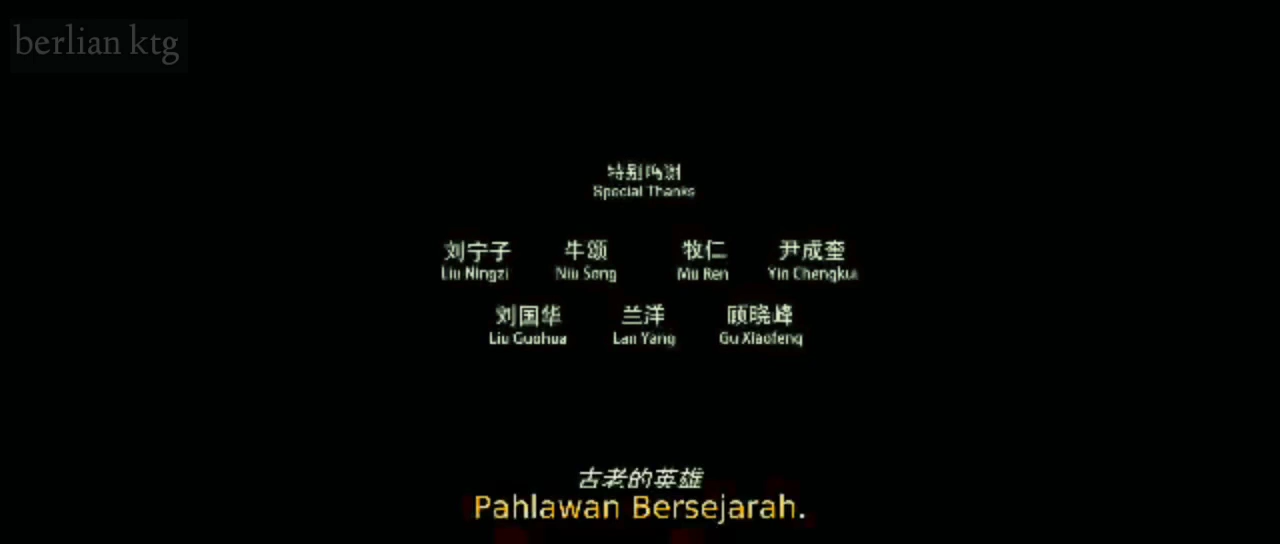 berlian ktg
特别鸣谢
Special Thanks
刘宁子 牛颂 牧仁 尹成奎
Liu Ningzi Niu Song Mu Ren Yin Chengkui
刘国华 兰洋 顾晓峰
Liu Guohua Lan Yang Gu Xiaofeng
古老的英雄
Pahlawan Bersejarah.